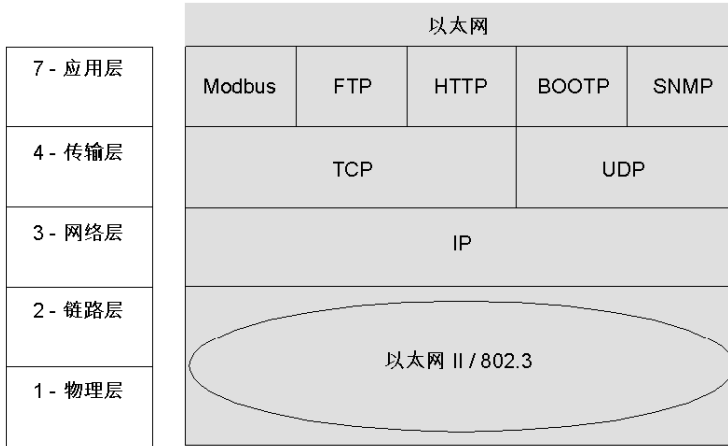 以太网
7 - 应用层
Modbus
FTP
HTTP
BOOTP
SNMP
4 - 传输层
TCP
UDP
3 - 网络层
IP
2 - 链路层
以太网 II / 802.3
1 - 物理层